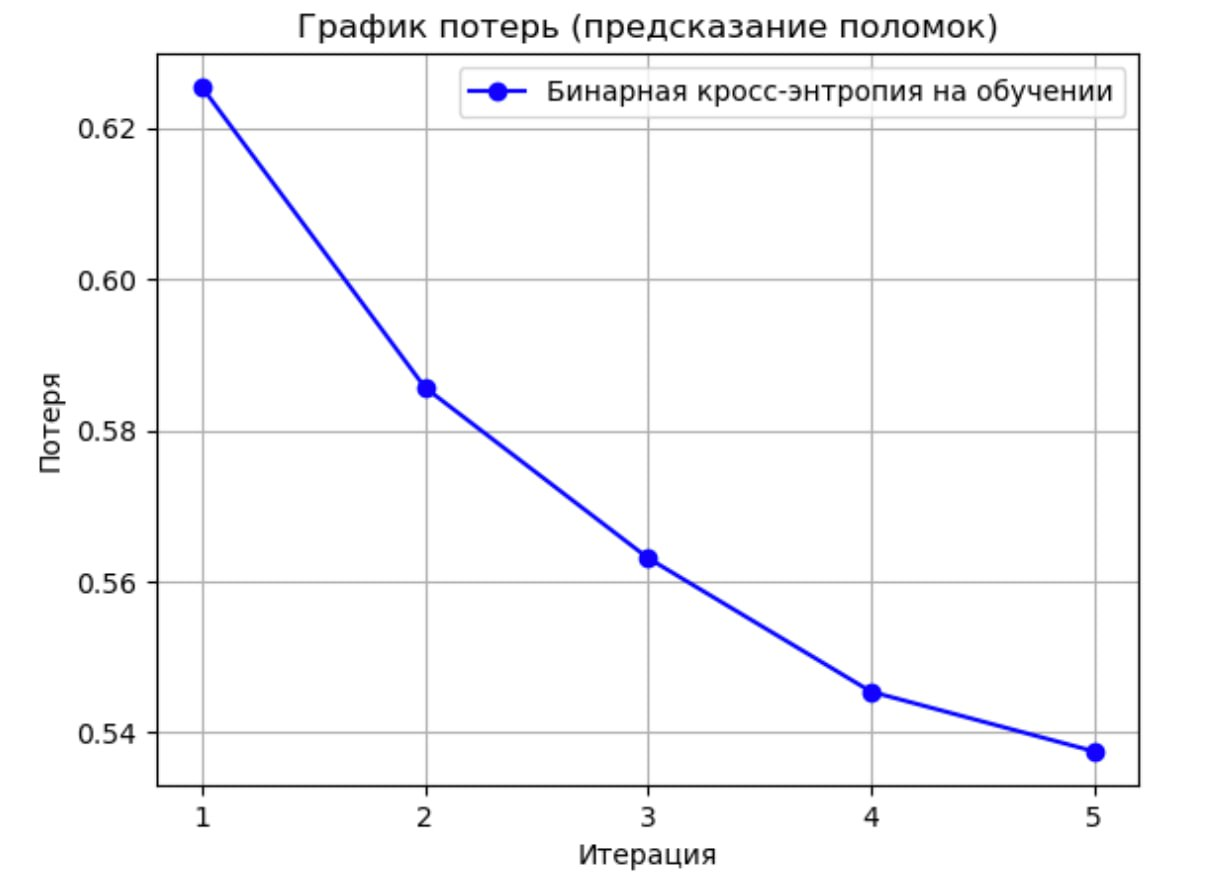 График потерь (предсказание поломок)
Бинарная кросс-энтропия на обучении
0.62
0.60
0.58
0.56
0.54
Потеря
1 2 3 4 5
Итерация